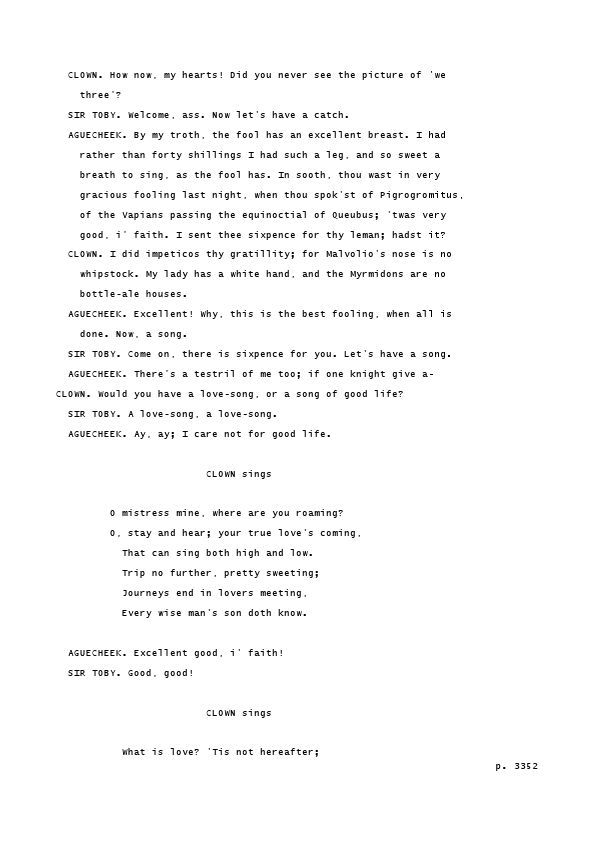 CLOWN. How now, my hearts! Did you never see the picture of 'we
three'?
SIR TOBY. Welcome, ass. Now let's have a catch.
AGUECHEEK. By my troth, the fool has an excellent breast. I had
rather than forty shillings I had such a leg, and so sweet a
breath to sing, as the fool has. In sooth, thou wast in very
gracious fooling last night, when thou spok'st of Pigrogromitus,
of the Vapians passing the equinoctial of Queubus; 'twas very
good, i' faith. I sent thee sixpence for thy leman; hadst it?
CLOWN. I did impeticos thy gratillity; for Malvolio's nose is no
whipstock. My lady has a white hand, and the Myrmidons are no
bottle-ale houses.
AGUECHEEK. Excellent! Why, this is the best fooling, when all is
done. Now, a song.
SIR TOBY. Come on, there is sixpence for you. Let's have a song.
AGUECHEEK. There's a testril of me too; if one knight give a-
CLOWN. Would you have a love-song, or a song of good life?
SIR TOBY. A love-song, a love-song.
AGUECHEEK. Ay, ay; I care not for good life.
CLOWN sings
O mistress mine, where are you roaming?
O, stay and hear; your true love's coming,
That can sing both high and low.
Trip no further, pretty sweeting;
Journeys end in lovers meeting,
Every wise man's son doth know.
AGUECHEEK. Excellent good, i' faith!
SIR TOBY. Good, good!
CLOWN sings
What is love? 'Tis not hereafter;
p. 3352